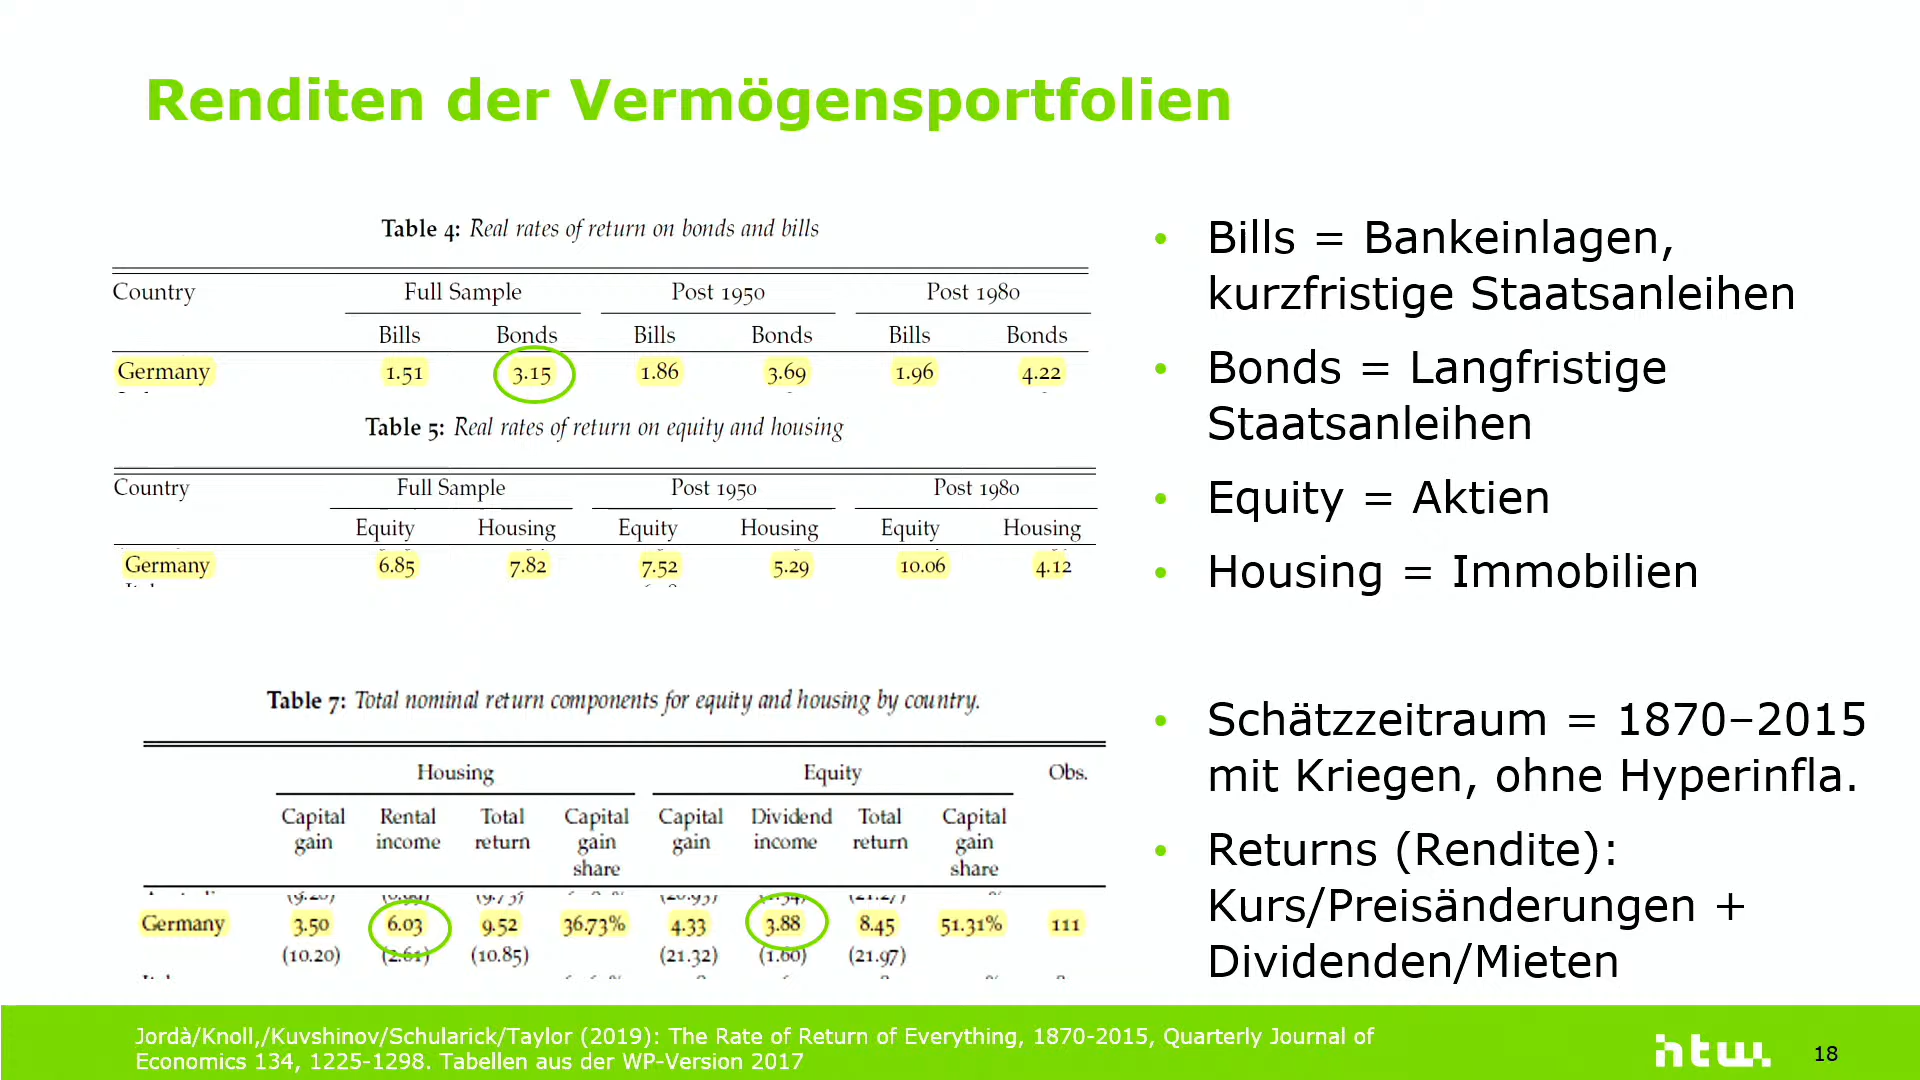 Renditen der Vermögensportfolien
Table 4: Real rates of return on bonds and bills
Country Full Sample Post 1950 Post 1980
Bills Bonds Bills Bonds Bills Bonds
Germany 1.51 3.15 1.86 3.69 1.96 4.22
Table 5: Real rates of return on equity and housing
Country Full Sample Post 1950 Post 1980
Equity Housing Equity Housing Equity Housing
Germany 6.85 7.82 7.52 5.29 10.06 4.12
Table 7: Total nominal return components for equity and housing by country.
Housing Equity Obs.
Capital Rental Total Capital Capital Dividend Total Capital
gain income return gain gain income return gain
share share
Germany 3.50 6.03 9.52 36.73% 4.33 3.88 8.45 51.31% 111
(10.20) (2.61) (10.85) (21.32) (1.60) (21.97)
• Bills = Bankeinlagen,
kurzfristige Staatsanleihen
• Bonds = Langfristige
Staatsanleihen
• Equity = Aktien
• Housing = Immobilien
• Schätzzeitraum = 1870–2015
mit Kriegen, ohne Hyperinfla.
• Returns (Rendite):
Kurs/Preisänderungen +
Dividenden/Mieten
Jordà/Knoll,/Kuvshinov/Schularick/Taylor (2019): The Rate of Return of Everything, 1870-2015, Quarterly Journal of
Economics 134, 1225-1298. Tabellen aus der WP-Version 2017
htw.
18